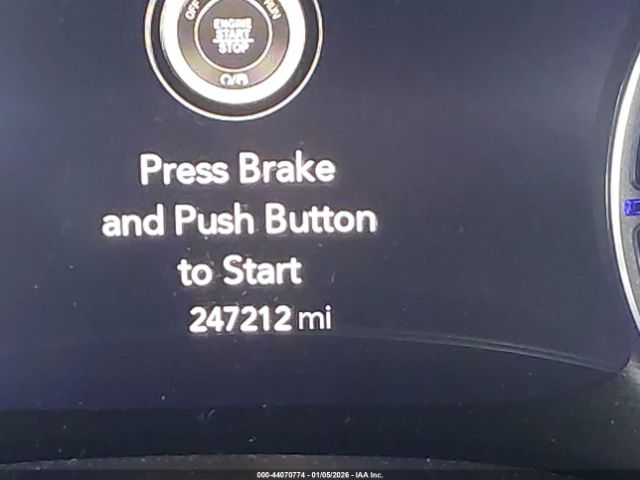 OFF RUN
ENGINE
START
STOP
Press Brake
and Push Button
to Start
247212 mi
000-44070774 - 01/05/2026 - IAA Inc.